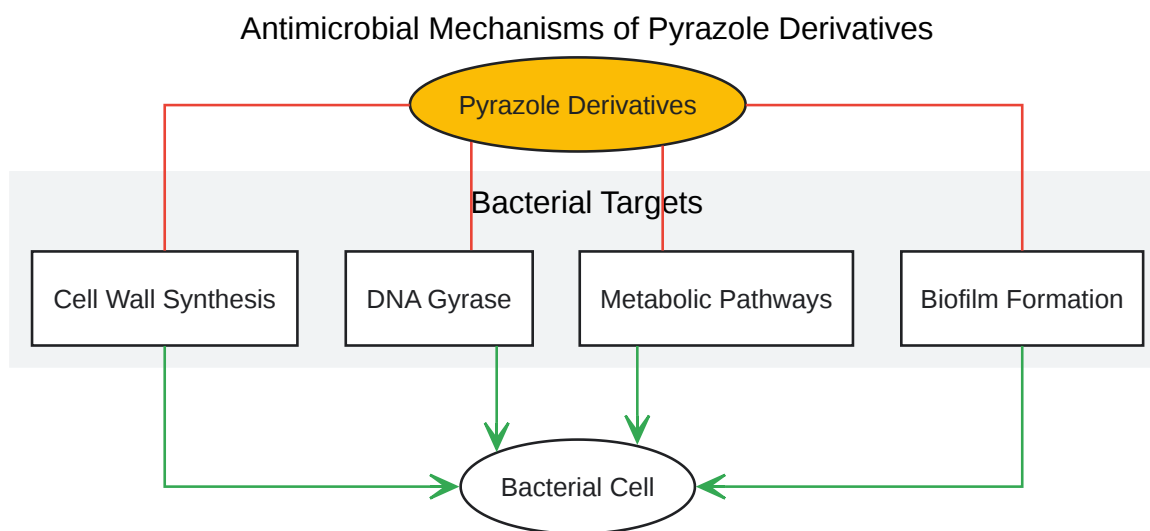 Antimicrobial Mechanisms of Pyrazole Derivatives
Pyrazole Derivatives
Bacterial Targets
Cell Wall Synthesis
DNA Gyrase
Metabolic Pathways
Biofilm Formation
Bacterial Cell